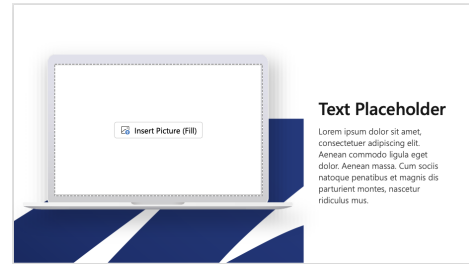 Insert Picture (Fill)
Text Placeholder
Lorem ipsum dolor sit amet,
consectetuer adipiscing elit.
Aenean commodo ligula eget
dolor. Aenean massa. Cum sociis
natoque penatibus et magnis dis
parturient montes, nascetur
ridiculus mus.